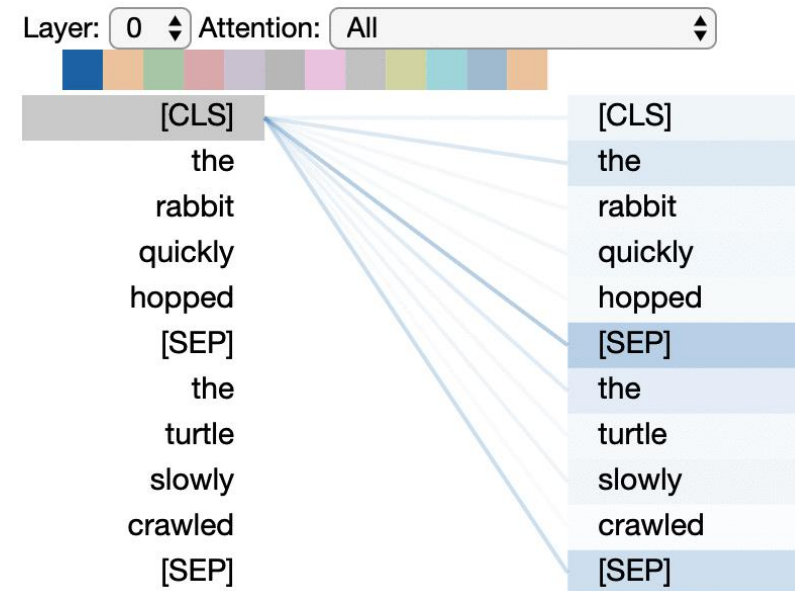 Layer: 0 Attention: All
[CLS] [CLS]
the the
rabbit rabbit
quickly quickly
hopped hopped
[SEP] [SEP]
the the
turtle turtle
slowly slowly
crawled crawled
[SEP] [SEP]